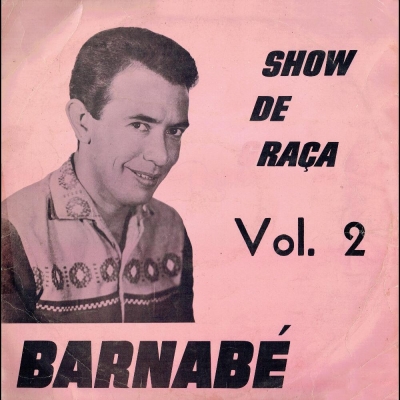 SHOW
DE
RAÇA
Vol. 2
BARNABÉ